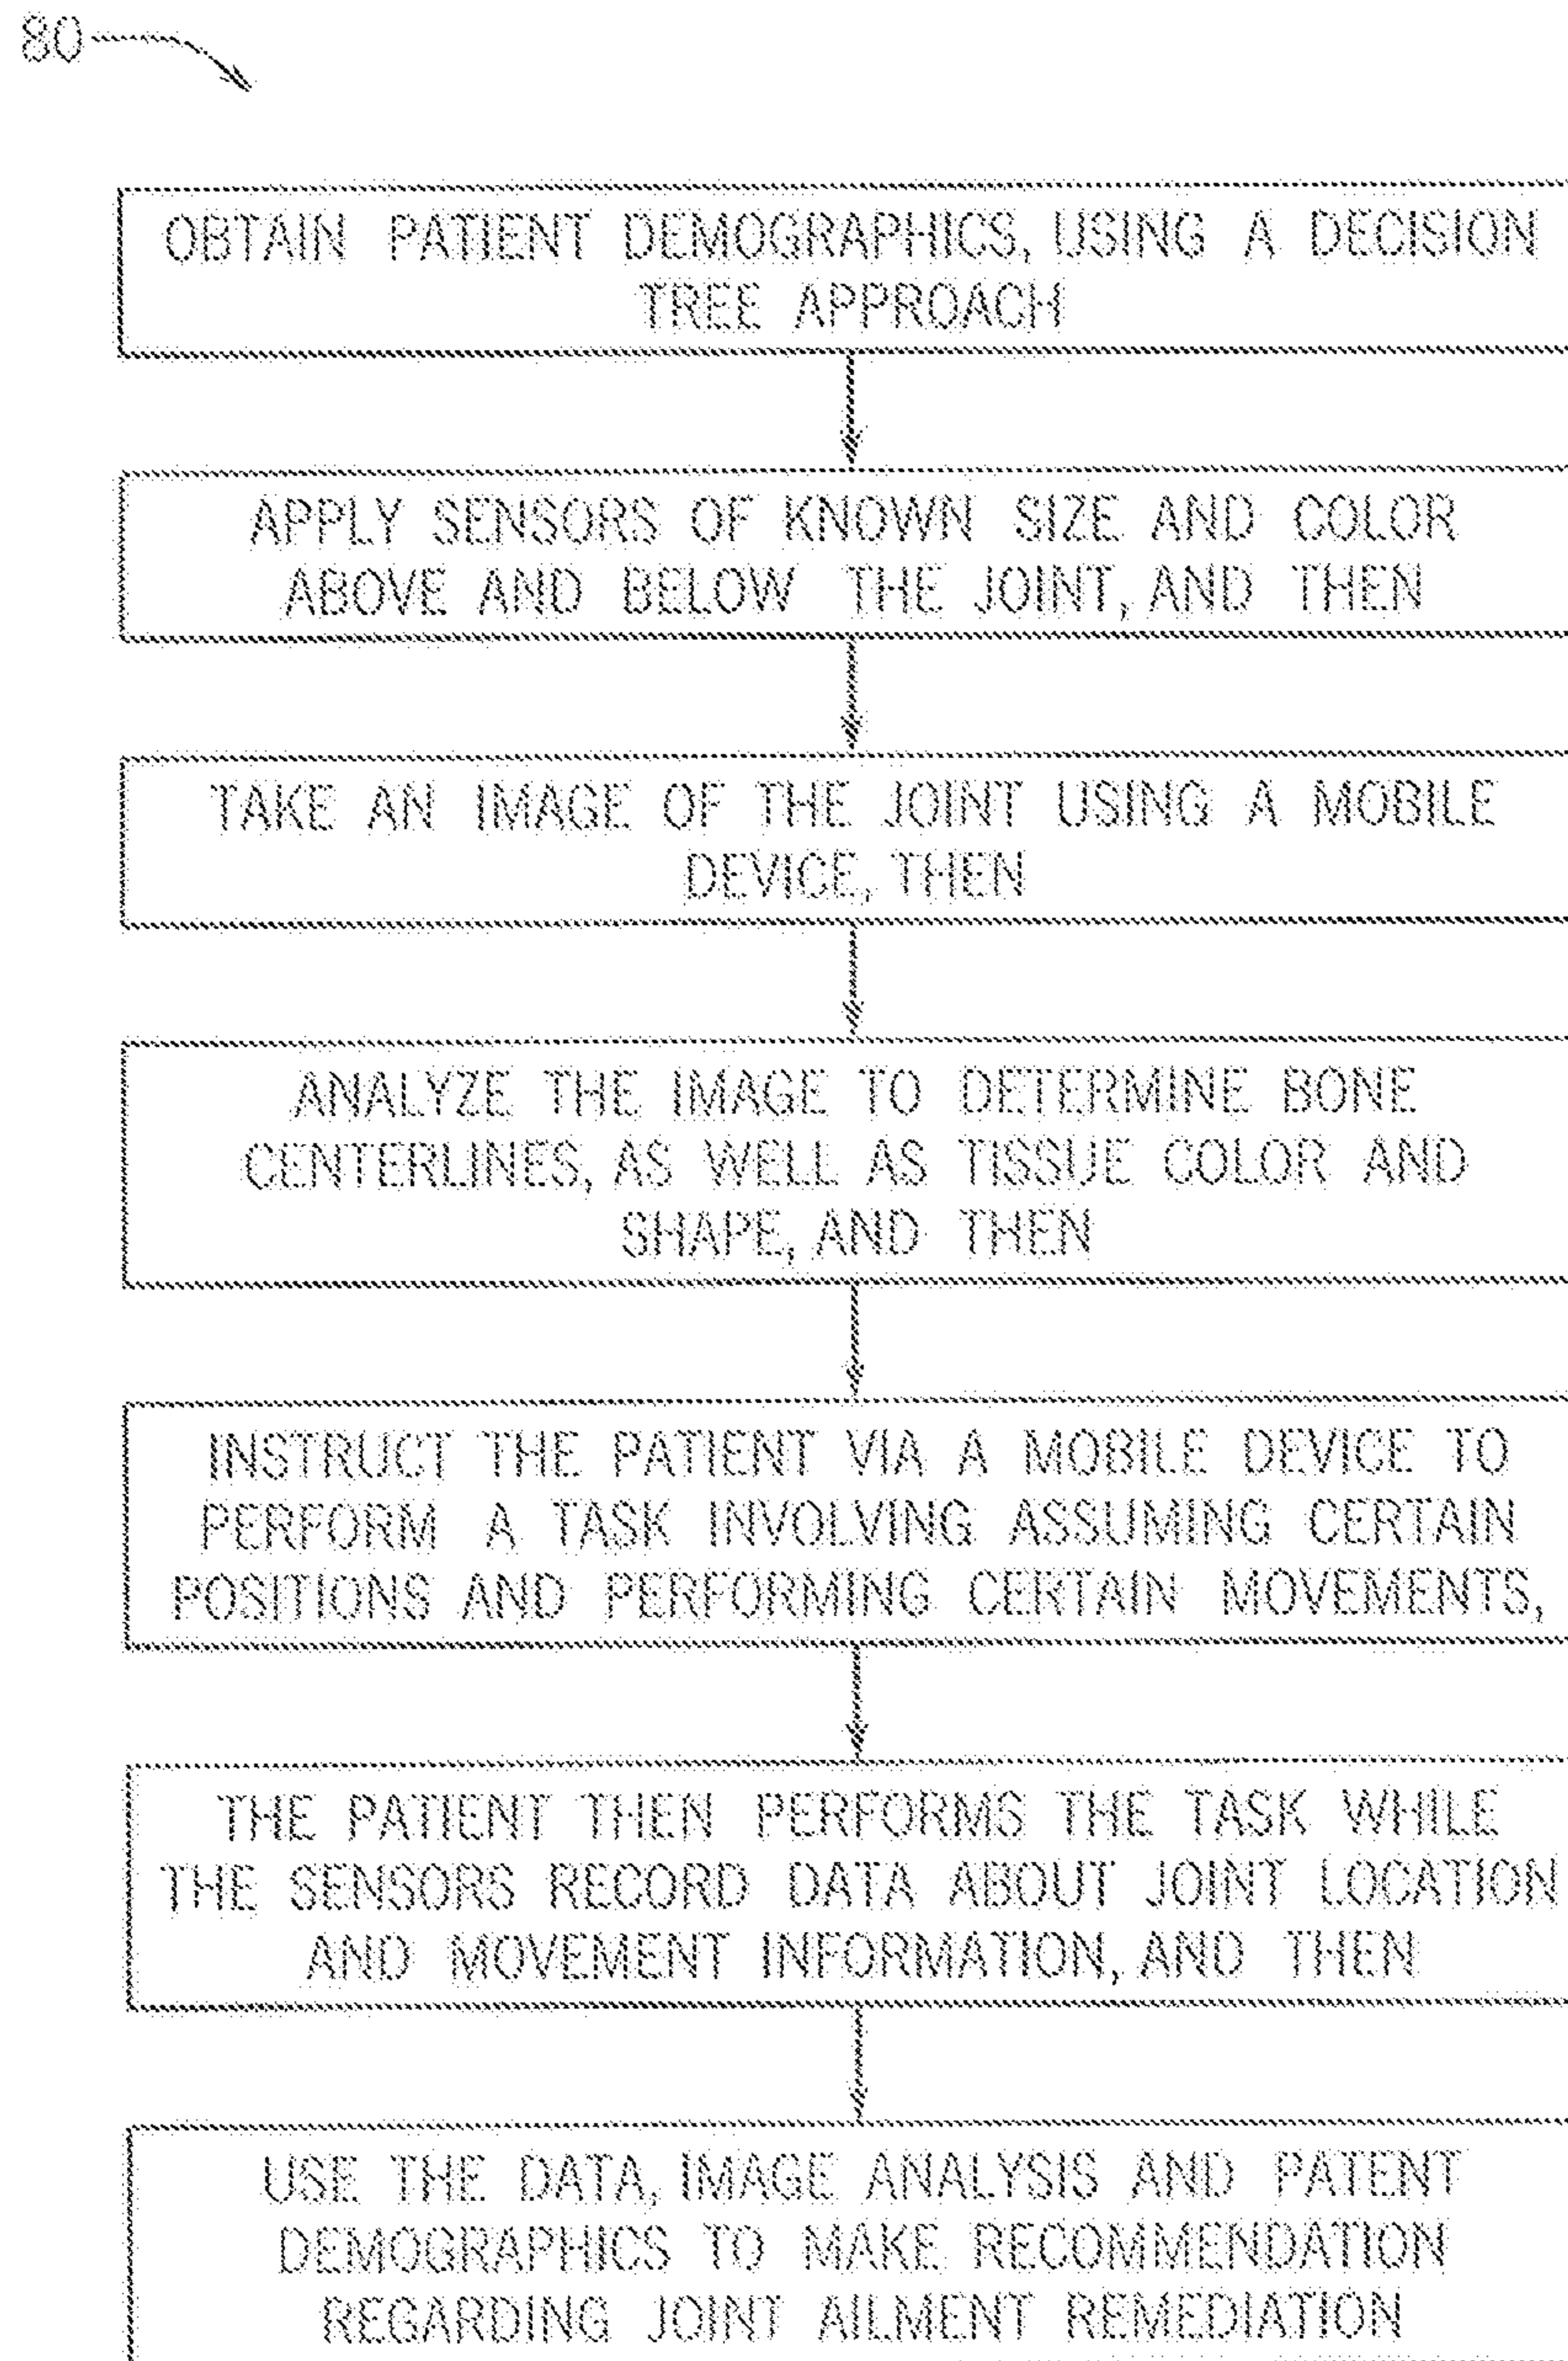 80
OBTAIN PATIENT DEMOGRAPHICS, USING A DECISION
TREE APPROACH
APPLY SENSORS OF KNOWN SIZE AND COLOR
ABOVE AND BELOW THE JOINT, AND THEN
TAKE AN IMAGE OF THE JOINT USING A MOBILE
DEVICE, THEN
ANALYZE THE IMAGE TO DETERMINE BONE
CENTERLINES, AS WELL AS TISSUE COLOR AND
SHAPE, AND THEN
INSTRUCT THE PATIENT VIA A MOBILE DEVICE TO
PERFORM A TASK INVOLVING ASSUMING CERTAIN
POSITIONS AND PERFORMING CERTAIN MOVEMENTS,
THE PATIENT THEN PERFORMS THE TASK WHILE
THE SENSORS RECORD DATA ABOUT JOINT LOCATION
AND MOVEMENT INFORMATION, AND THEN
USE THE DATA, IMAGE ANALYSIS AND PATENT
DEMOGRAPHICS TO MAKE RECOMMENDATION
REGARDING JOINT AILMENT REMEDIATION